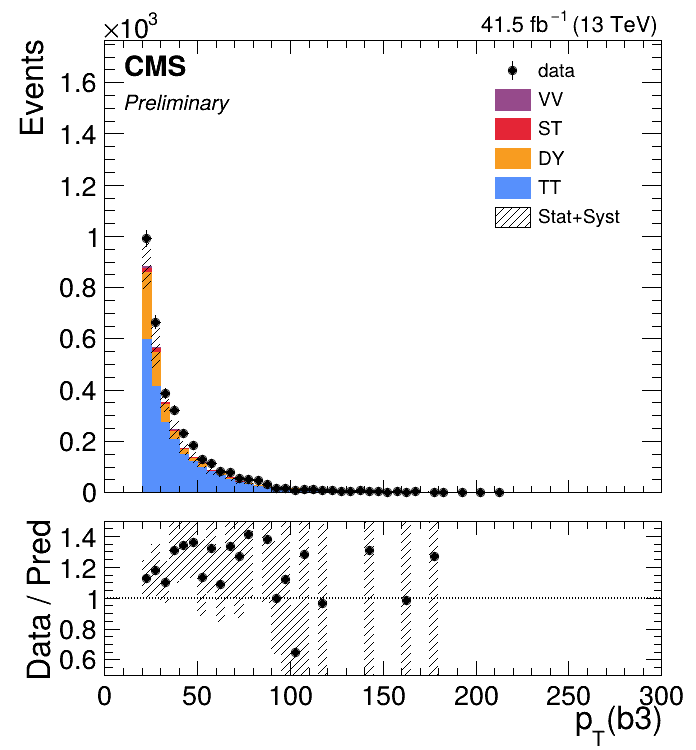 ×10³
41.5 fb⁻¹ (13 TeV)
Events
CMS
Preliminary
data
VV
ST
DY
TT
Stat+Syst
1.6
1.4
1.2
1
0.8
0.6
0.4
0.2
0
Data / Pred
1.4
1.2
1
0.8
0.6
0 50 100 150 200 250 300
p_T(b3)